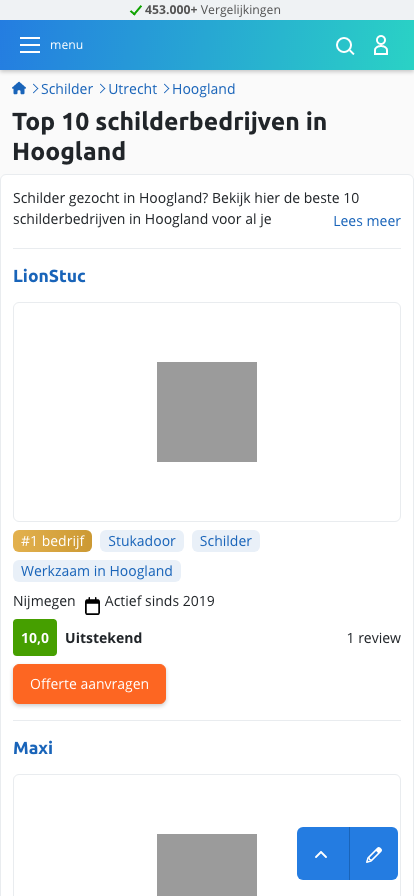 453.000+ Vergelijkingen
menu
Schilder Utrecht Hoogland
Top 10 schilderbedrijven in
Hoogland
Schilder gezocht in Hoogland? Bekijk hier de beste 10
schilderbedrijven in Hoogland voor al je
Lees meer
LionStuc
#1 bedrijf Stukadoor Schilder
Werkzaam in Hoogland
Nijmegen Actief sinds 2019
10,0 Uitstekend 1 review
Offerte aanvragen
Maxi